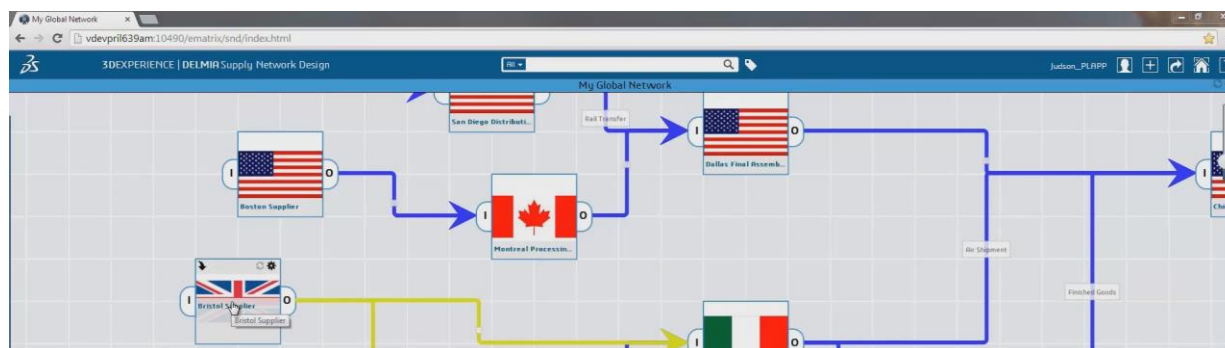 My Global Network
vdevpril639am:10490/ematrix/snd/index.html
3DEXPERIENCE | DELMIA Supply Network Design
All
Judson_PLAPP
My Global Network
San Diego Distributi...
Rail Transfer
I
O
Dallas Final Assemb...
I
O
Boston Supplier
I
O
Montreal Processin...
I
Chi
Air Shipment
I
O
Bristol Supplier
Bristol Supplier
Finished Goods
I
O